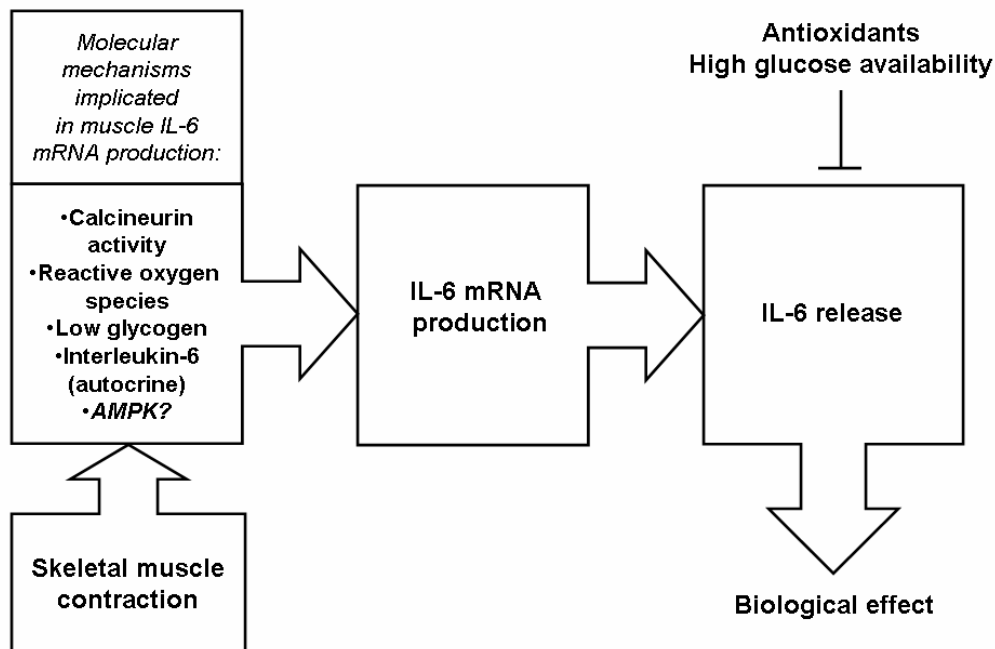 Molecular
mechanisms
implicated
in muscle IL-6
mRNA production:
•Calcineurin
activity
•Reactive oxygen
species
•Low glycogen
•Interleukin-6
(autocrine)
•AMPK?
Skeletal muscle
contraction
IL-6 mRNA
production
Antioxidants
High glucose availability
IL-6 release
Biological effect